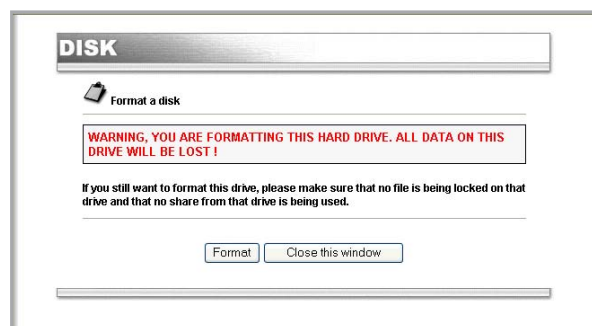 DISK
Format a disk
WARNING, YOU ARE FORMATTING THIS HARD DRIVE. ALL DATA ON THIS
DRIVE WILL BE LOST !
If you still want to format this drive, please make sure that no file is being locked on that
drive and that no share from that drive is being used.
Format Close this window